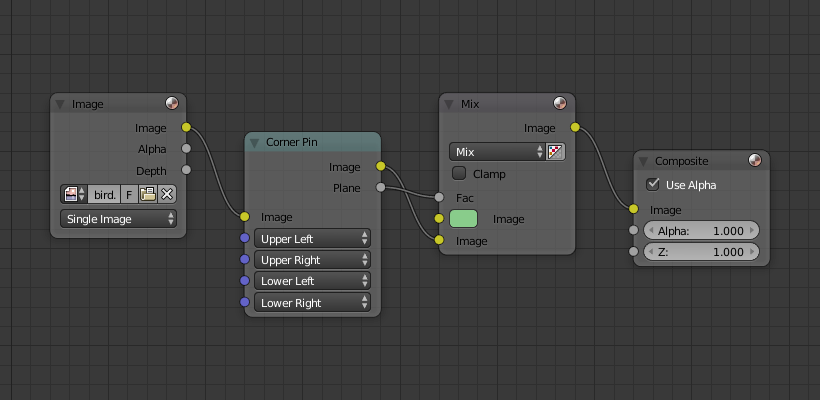 Image
Image
Alpha
Depth
bird. F
Single Image
Corner Pin
Image
Plane
Image
Upper Left
Upper Right
Lower Left
Lower Right
Mix
Image
Mix
Clamp
Fac
Image
Image
Composite
Use Alpha
Image
Alpha: 1.000
Z: 1.000